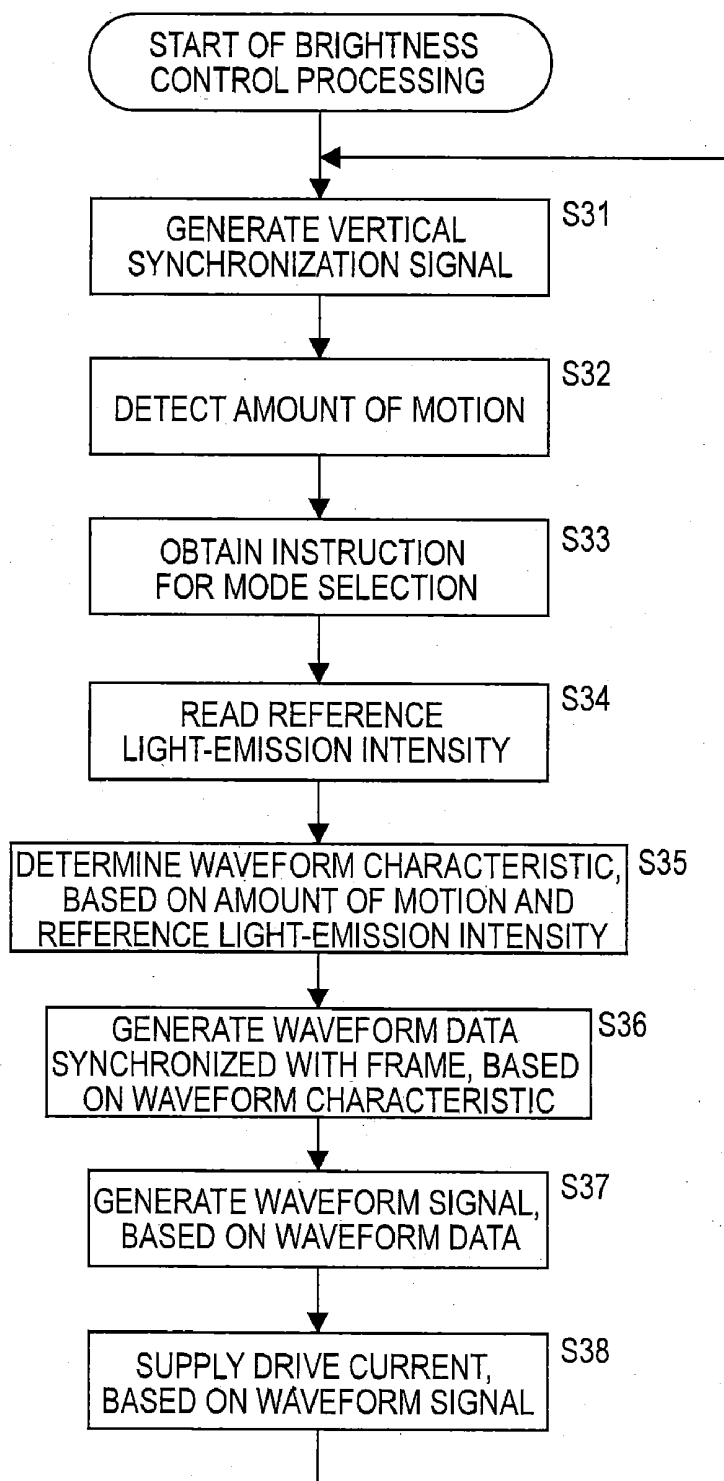 START OF BRIGHTNESS
CONTROL PROCESSING
S31
GENERATE VERTICAL
SYNCHRONIZATION SIGNAL
S32
DETECT AMOUNT OF MOTION
S33
OBTAIN INSTRUCTION
FOR MODE SELECTION
S34
READ REFERENCE
LIGHT-EMISSION INTENSITY
S35
DETERMINE WAVEFORM CHARACTERISTIC,
BASED ON AMOUNT OF MOTION AND
REFERENCE LIGHT-EMISSION INTENSITY
S36
GENERATE WAVEFORM DATA
SYNCHRONIZED WITH FRAME, BASED
ON WAVEFORM CHARACTERISTIC
S37
GENERATE WAVEFORM SIGNAL,
BASED ON WAVEFORM DATA
S38
SUPPLY DRIVE CURRENT,
BASED ON WAVEFORM SIGNAL